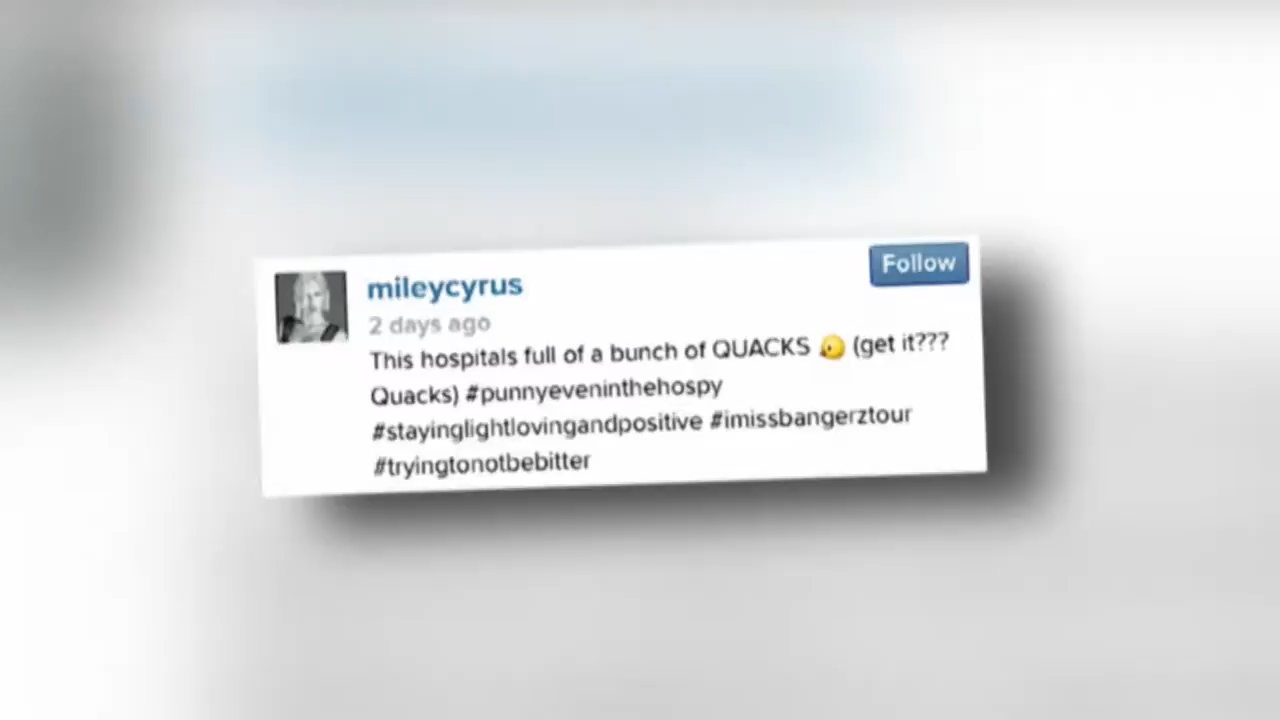 mileycyrus
Follow
2 days ago
This hospitals full of a bunch of QUACKS 🐤 (get it???
Quacks) #punnyeveninthehospy
#stayinglightlovingandpositive #imissbangerztour
#tryingtonotbebitter